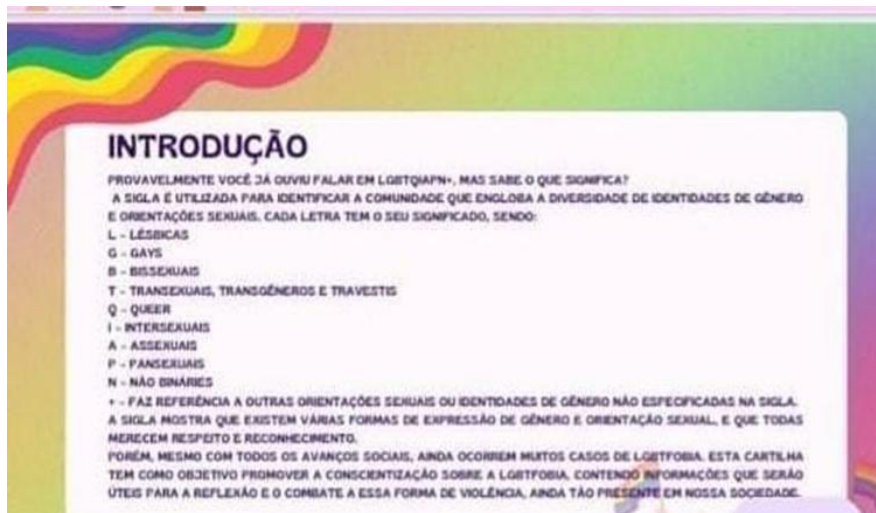 INTRODUÇÃO
PROVAVELMENTE VOCÊ JÁ OUVIU FALAR EM LGBTQIAPN+, MAS SABE O QUE SIGNIFICA?
A SIGLA É UTILIZADA PARA IDENTIFICAR A COMUNIDADE QUE ENGLOBA A DIVERSIDADE DE IDENTIDADES DE GÊNERO
E ORIENTAÇÕES SEXUAIS. CADA LETRA TEM O SEU SIGNIFICADO, SENDO:
L - LÉSBICAS
G - GAYS
B - BISSEXUAIS
T - TRANSEXUAIS, TRANSGÊNEROS E TRAVESTIS
Q - QUEER
I - INTERSEXUAIS
A - ASSEXUAIS
P - PANSEXUAIS
N - NÃO BINÁRIES
+ - FAZ REFERÊNCIA A OUTRAS ORIENTAÇÕES SEXUAIS OU IDENTIDADES DE GÊNERO NÃO ESPECIFICADAS NA SIGLA.
A SIGLA MOSTRA QUE EXISTEM VÁRIAS FORMAS DE EXPRESSÃO DE GÊNERO E ORIENTAÇÃO SEXUAL, E QUE TODAS
MERECEM RESPEITO E RECONHECIMENTO.
PORÉM, MESMO COM TODOS OS AVANÇOS SOCIAIS, AINDA OCORREM MUITOS CASOS DE LGBTFOBIA. ESTA CARTILHA
TEM COMO OBJETIVO PROMOVER A CONSCIENTIZAÇÃO SOBRE A LGBTFOBIA, CONTENDO INFORMAÇÕES QUE SERÃO
ÚTEIS PARA A REFLEXÃO E O COMBATE A ESSA FORMA DE VIOLÊNCIA, AINDA TÃO PRESENTE EM NOSSA SOCIEDADE.